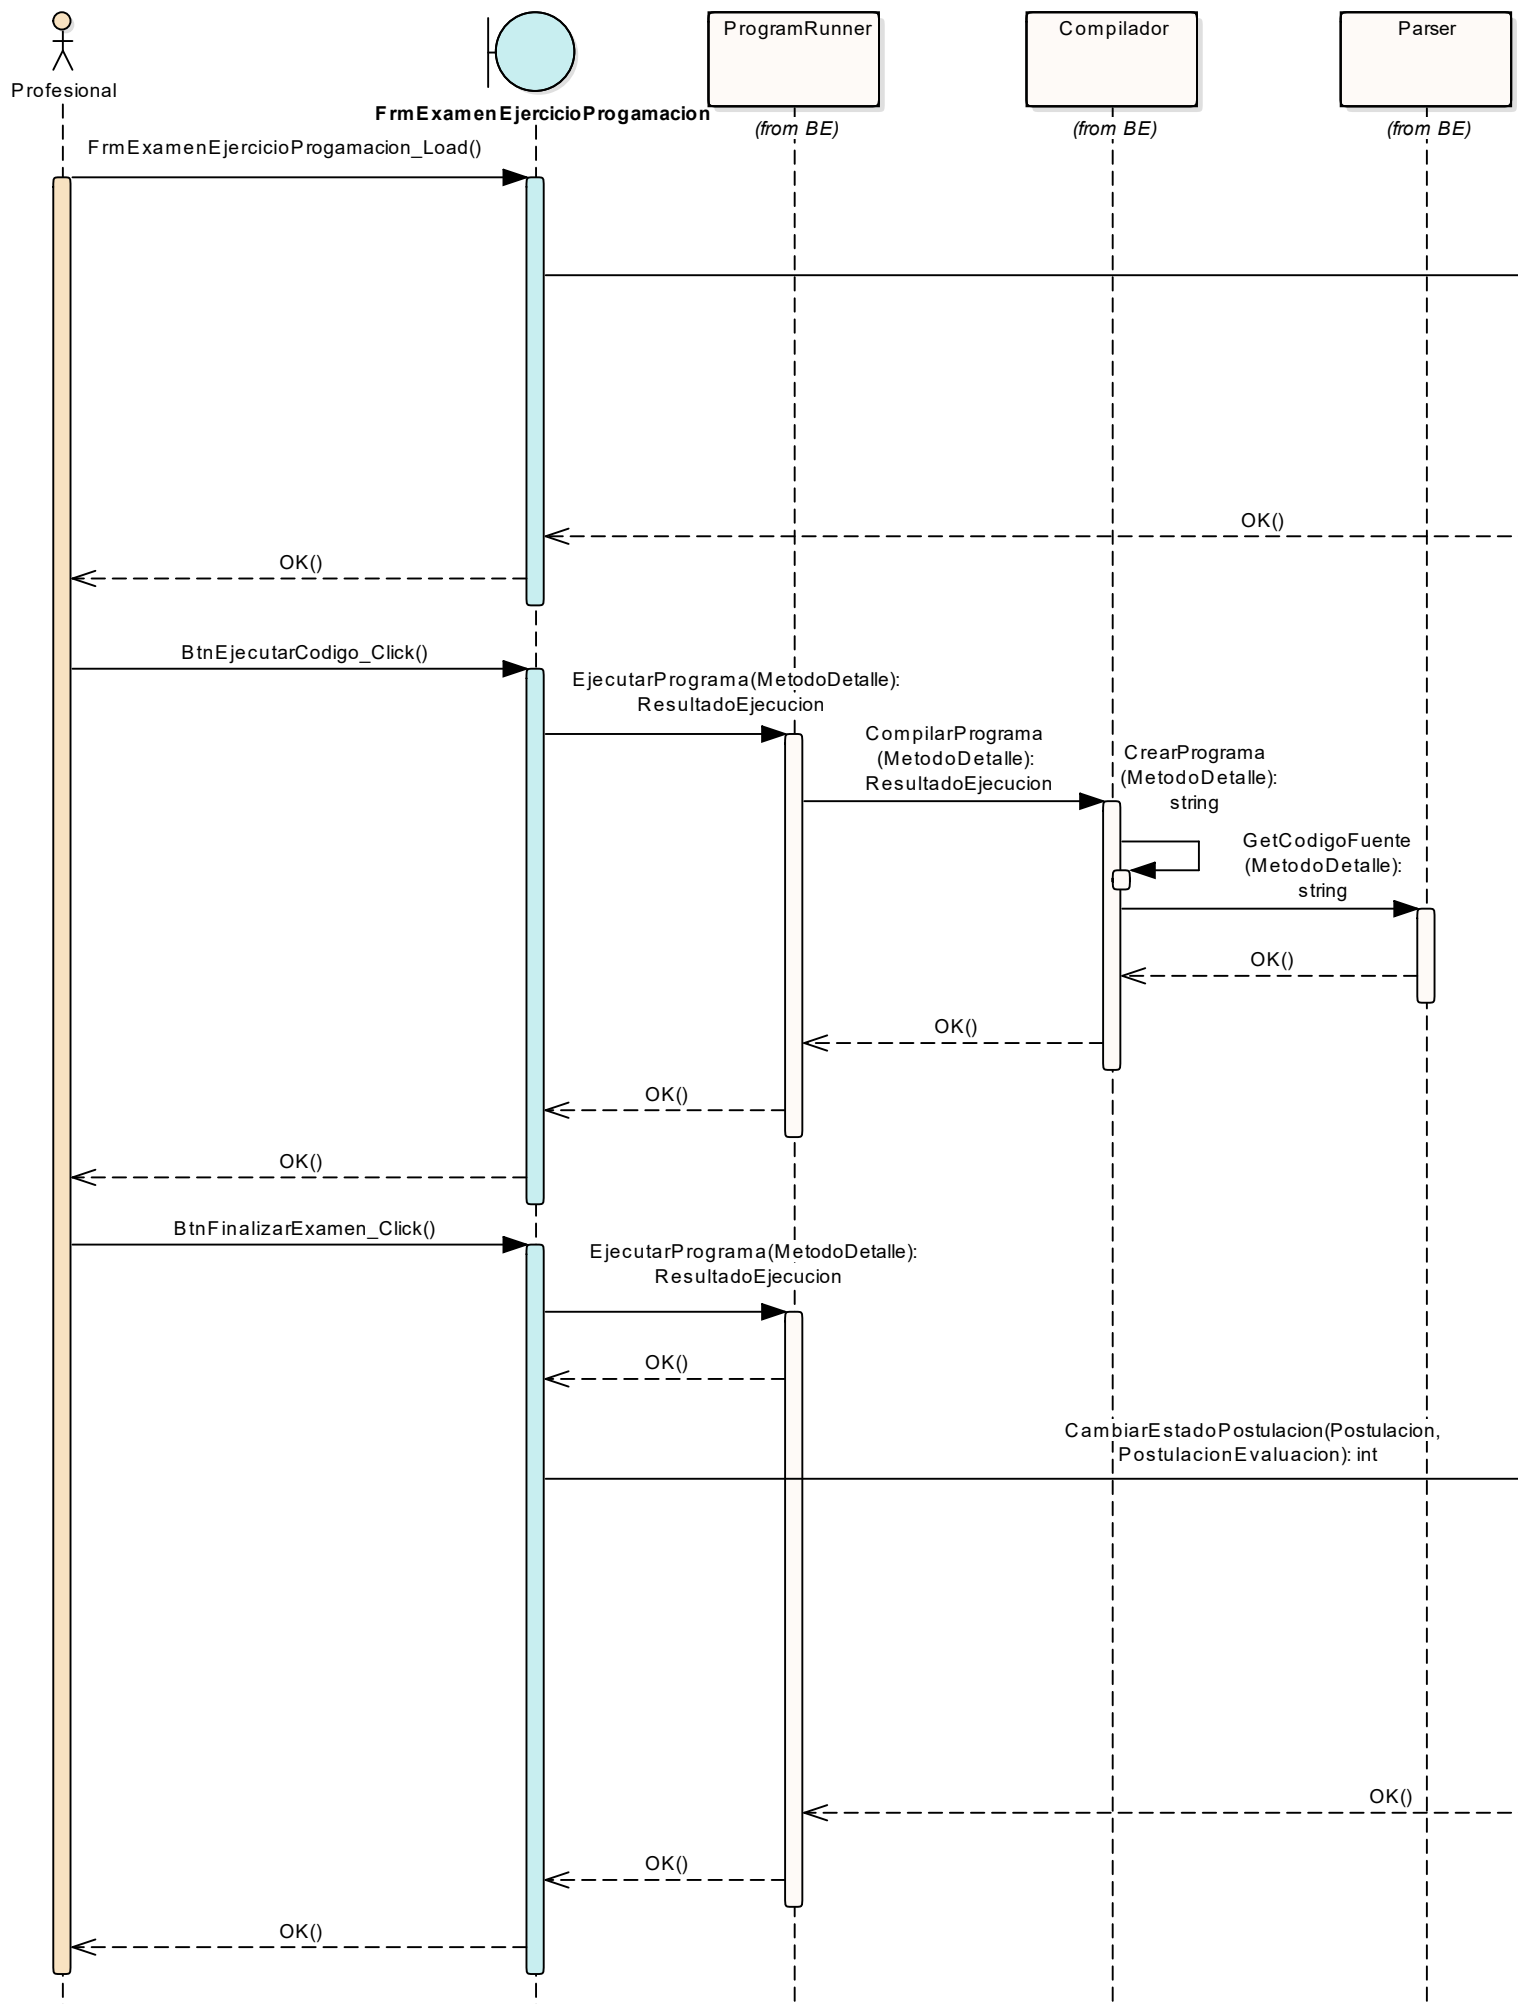 ProgramRunner
Compilador
Parser
Profesional
FrmExamenEjercicioProgamacion
(from BE)
(from BE)
(from BE)
FrmExamenEjercicioProgamacion_Load()
OK()
OK()
BtnEjecutarCodigo_Click()
EjecutarPrograma(MetodoDetalle):
ResultadoEjecucion
CompilarPrograma
(MetodoDetalle):
ResultadoEjecucion
CrearPrograma
(MetodoDetalle):
string
GetCodigoFuente
(MetodoDetalle):
string
OK()
OK()
OK()
OK()
BtnFinalizarExamen_Click()
EjecutarPrograma(MetodoDetalle):
ResultadoEjecucion
OK()
CambiarEstadoPostulacion(Postulacion,
PostulacionEvaluacion): int
OK()
OK()
OK()